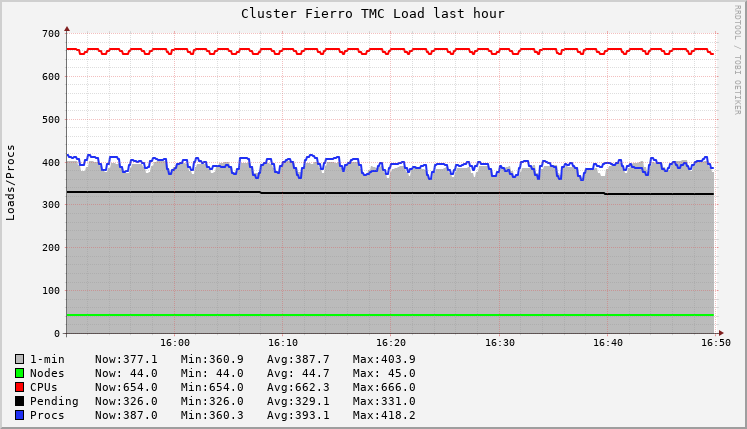 Cluster Fierro TMC Load last hour
RRDTOOL / TOBI OETIKER
Loads/Procs
700
600
500
400
300
200
100
0
16:00 16:10 16:20 16:30 16:40 16:50
1-min Now:377.1 Min:360.9 Avg:387.7 Max:403.9
Nodes Now: 44.0 Min: 44.0 Avg: 44.7 Max: 45.0
CPUs Now:654.0 Min:654.0 Avg:662.3 Max:666.0
Pending Now:326.0 Min:326.0 Avg:329.1 Max:331.0
Procs Now:387.0 Min:360.3 Avg:393.1 Max:418.2